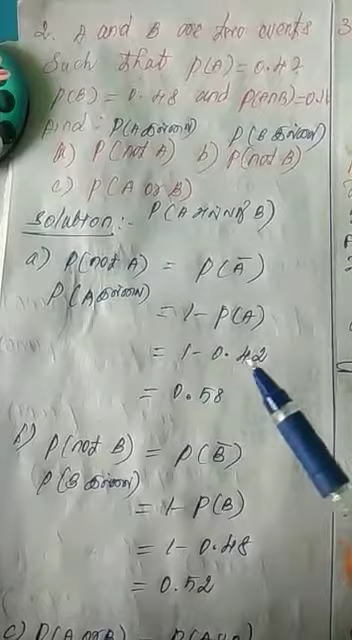 2. A and B are two events
Such that P(A)=0.42
P(B) = 0.48 and P(A∩B)=0.16
Find: P(A இல்லை) P(B இல்லை)
(a) P(not A) b) P(not B)
c) P(A or B)
Solution:- P(A அல்லது B)
a) P(not A) = P(A̅)
P(A இல்லை)
= 1-P(A)
= 1-0.42
= 0.58
b) P(not B) = P(B̅)
P(B இல்லை)
= 1-P(B)
= 1-0.48
= 0.52
c) P(A or B) = P(A∪B)